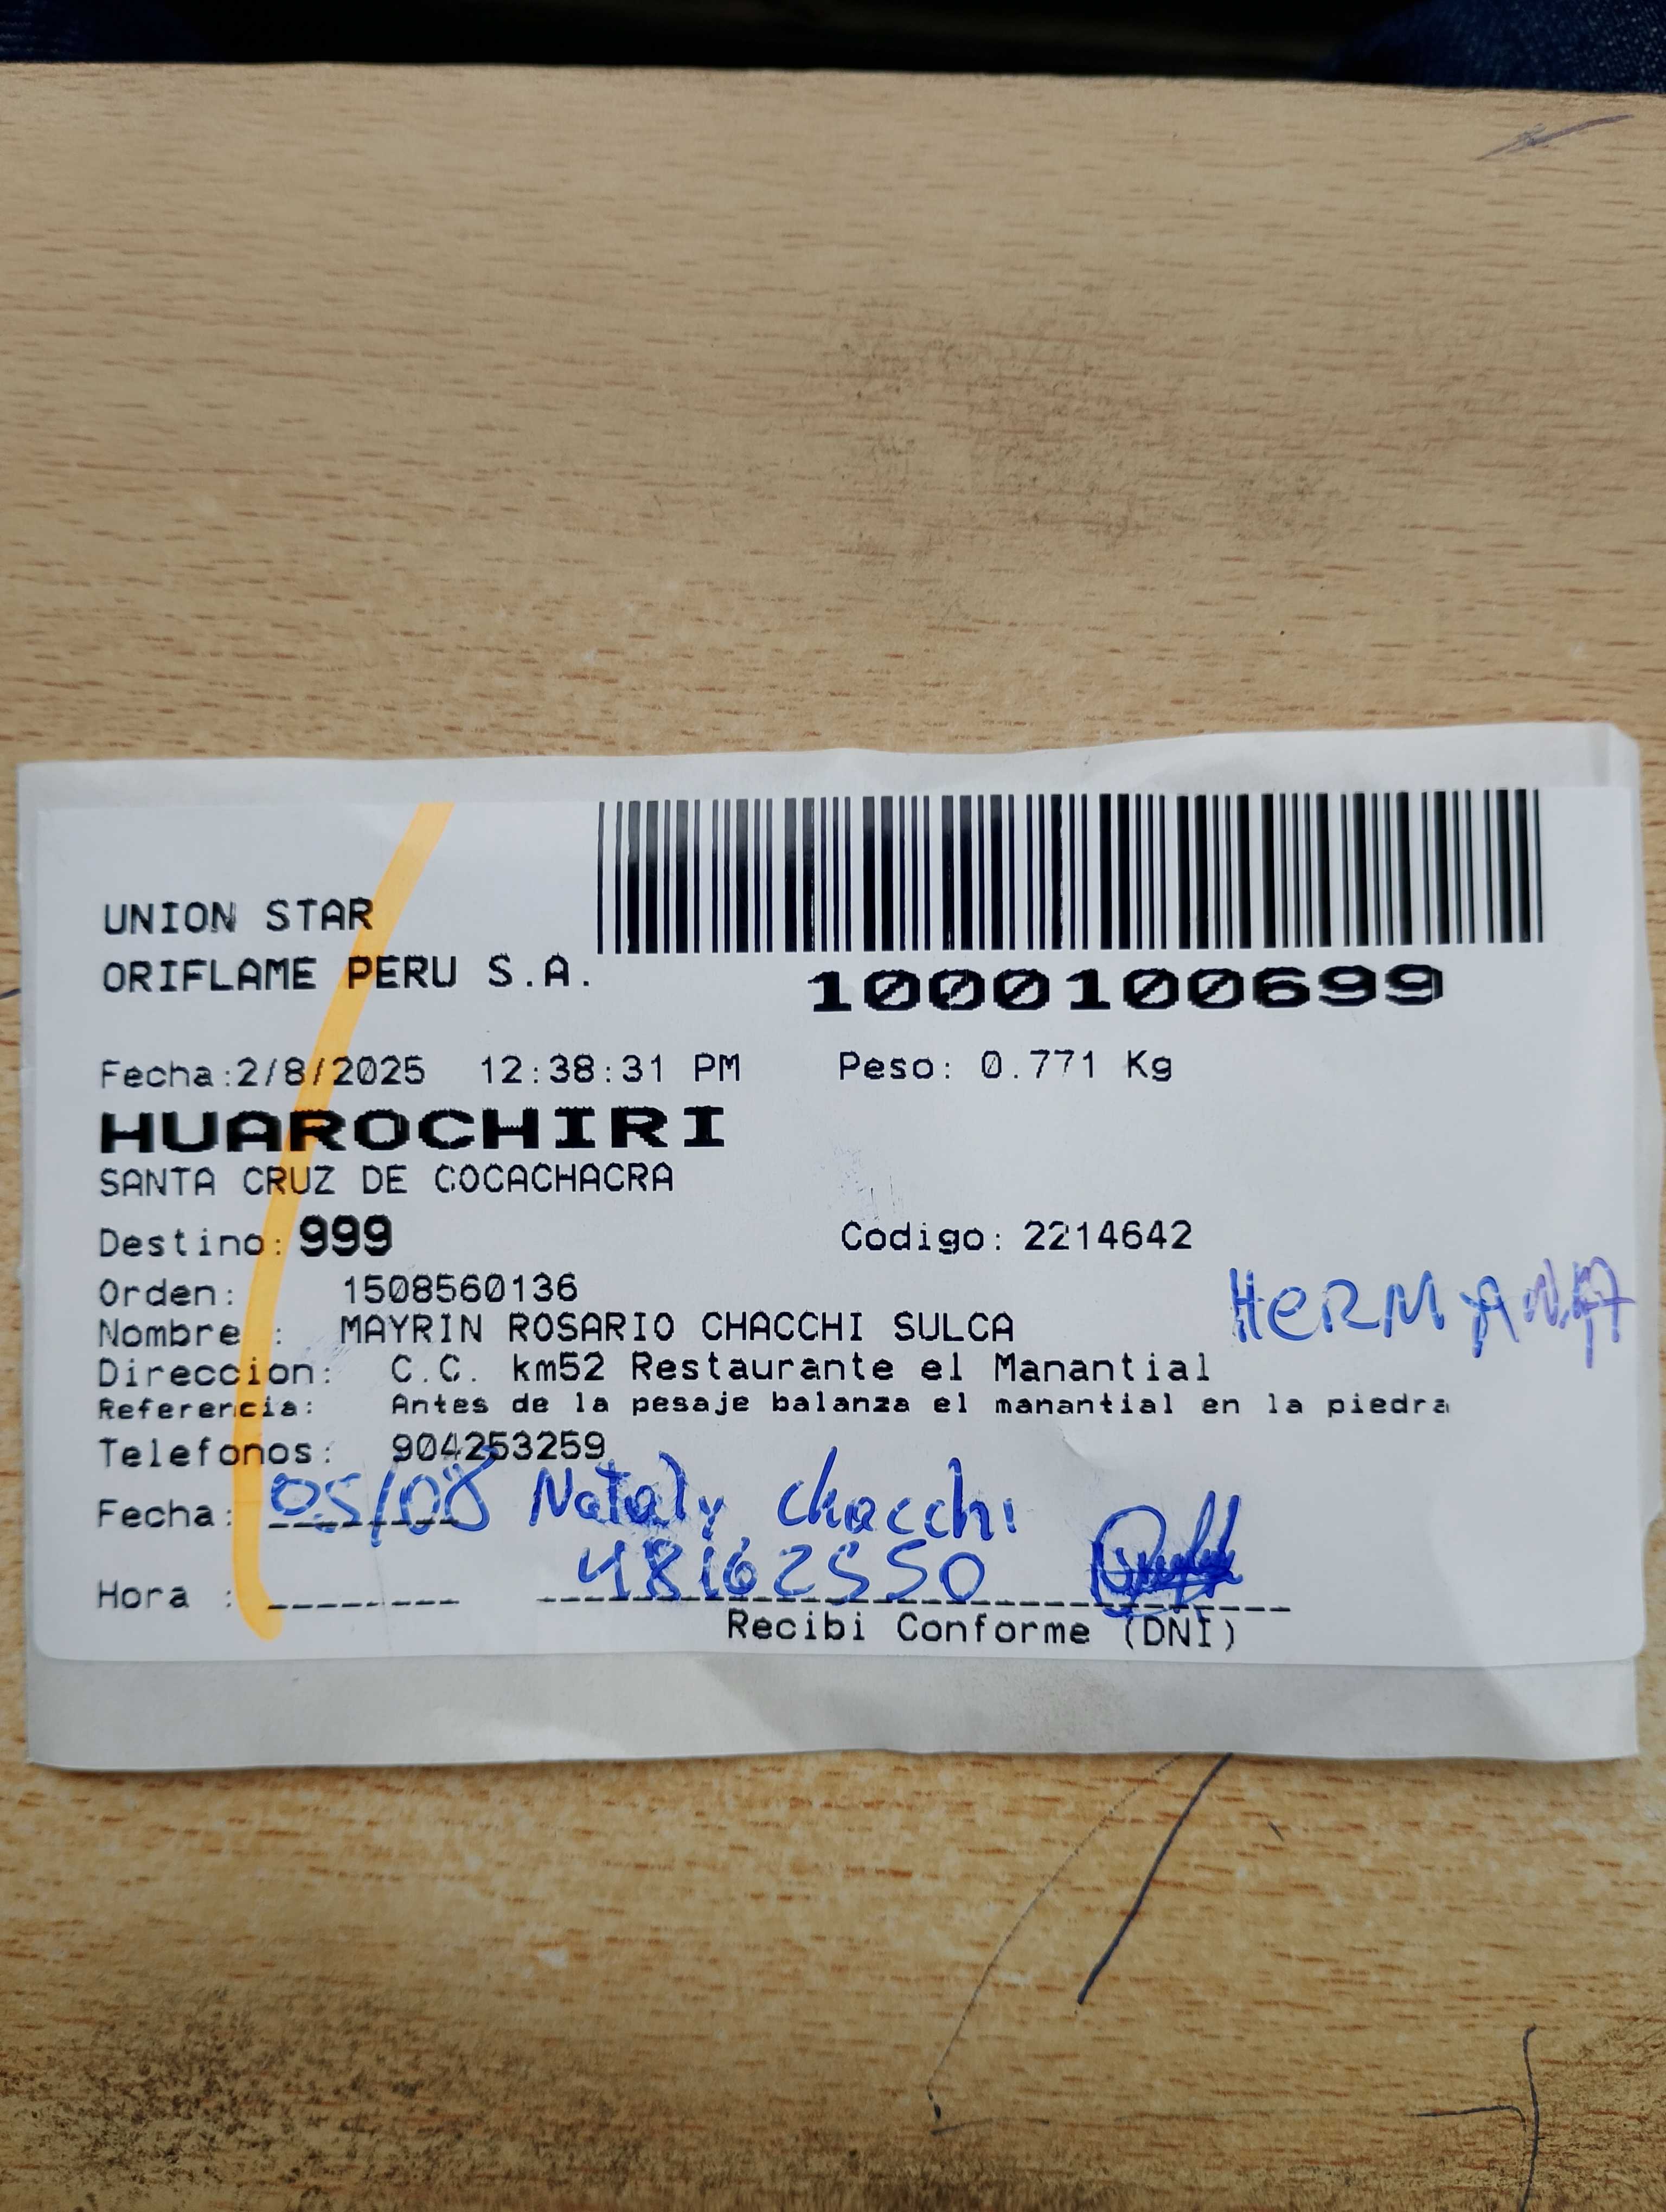 UNION STAR
ORIFLAME PERU S.A.
1000100699
Fecha:2/8/2025 12:38:31 PM Peso: 0.771 Kg
HUAROCHIRI
SANTA CRUZ DE COCACHACRA
Destino: 999 Codigo: 2214642
Orden: 1508560136
HERMANA
Nombre : MAYRIN ROSARIO CHACCHI SULCA
Direccion: C.C. km52 Restaurante el Manantial
Referencia: Antes de la pesaje balanza el manantial en la piedra
Telefonos: 904253259
Fecha: 05/08 Nataly chacchi
48162550
Hora :
Recibi Conforme (DNI)